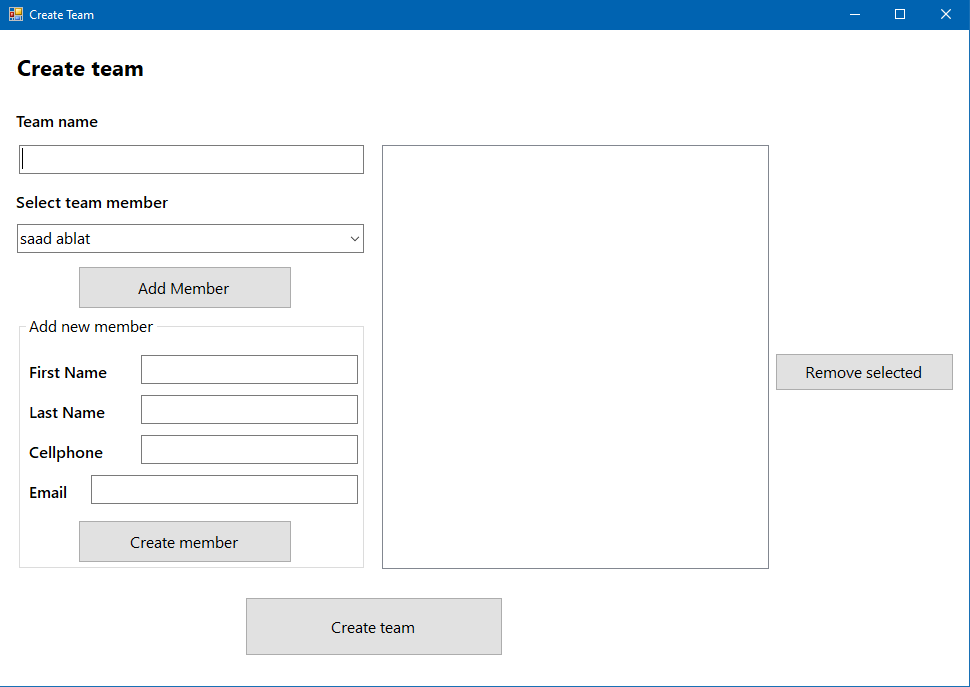 Create Team
Create team
Team name
Select team member
saad ablat
Add Member
Add new member
First Name
Last Name
Cellphone
Email
Create member
Remove selected
Create team